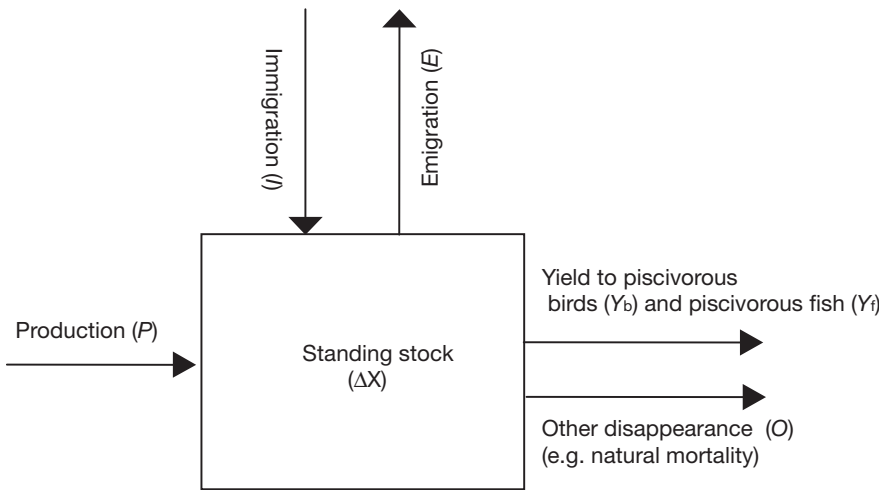 Immigration (I)
Emigration (E)
Yield to piscivorous
birds (Yb) and piscivorous fish (Yf)
Production (P)
Standing stock
(ΔX)
Other disappearance (O)
(e.g. natural mortality)